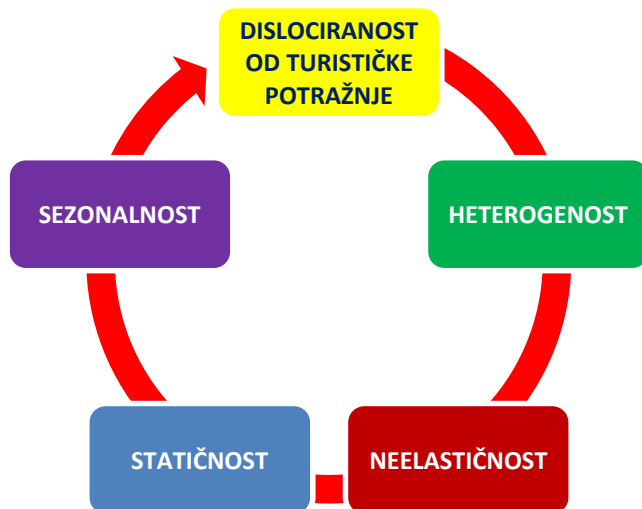 DISLOCIRANOST
OD TURISTIČKE
POTRAŽNJE
HETEROGENOST
NEELASTIČNOST
STATIČNOST
SEZONALNOST